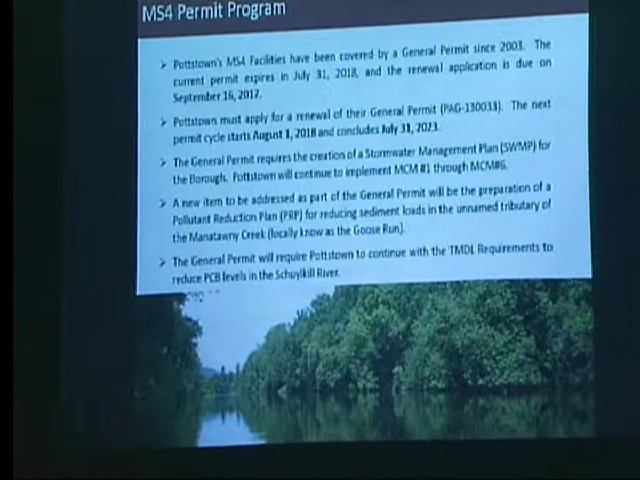 MS4 Permit Program
➢ Pottstown's MS4 Facilities have been covered by a General Permit since 2003. The
current permit expires in July 31, 2018, and the renewal application is due on
September 16, 2017.
➢ Pottstown must apply for a renewal of their General Permit (PAG-130033). The next
permit cycle starts August 1, 2018 and concludes July 31, 2023.
➢ The General Permit requires the creation of a Stormwater Management Plan (SWMP) for
the Borough. Pottstown will continue to implement MCM #1 through MCM#6.
➢ A new item to be addressed as part of the General Permit will be the preparation of a
Pollutant Reduction Plan (PRP) for reducing sediment loads in the unnamed tributary of
the Manatawny Creek (locally know as the Goose Run).
➢ The General Permit will require Pottstown to continue with the TMDL Requirements to
reduce PCB levels in the Schuylkill River.